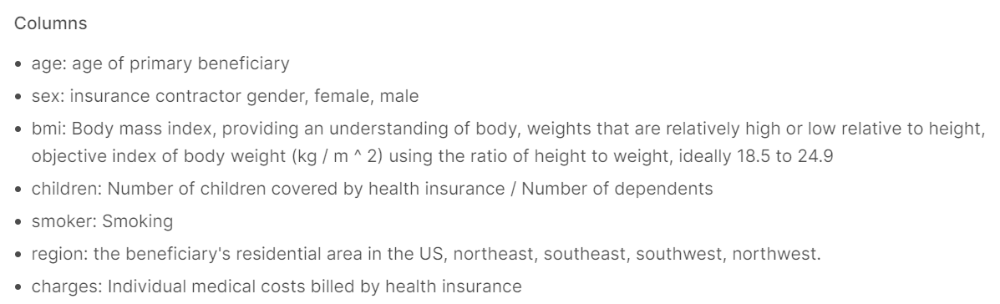 Columns
• age: age of primary beneficiary
• sex: insurance contractor gender, female, male
• bmi: Body mass index, providing an understanding of body, weights that are relatively high or low relative to height,
objective index of body weight (kg / m ^ 2) using the ratio of height to weight, ideally 18.5 to 24.9
• children: Number of children covered by health insurance / Number of dependents
• smoker: Smoking
• region: the beneficiary's residential area in the US, northeast, southeast, southwest, northwest.
• charges: Individual medical costs billed by health insurance